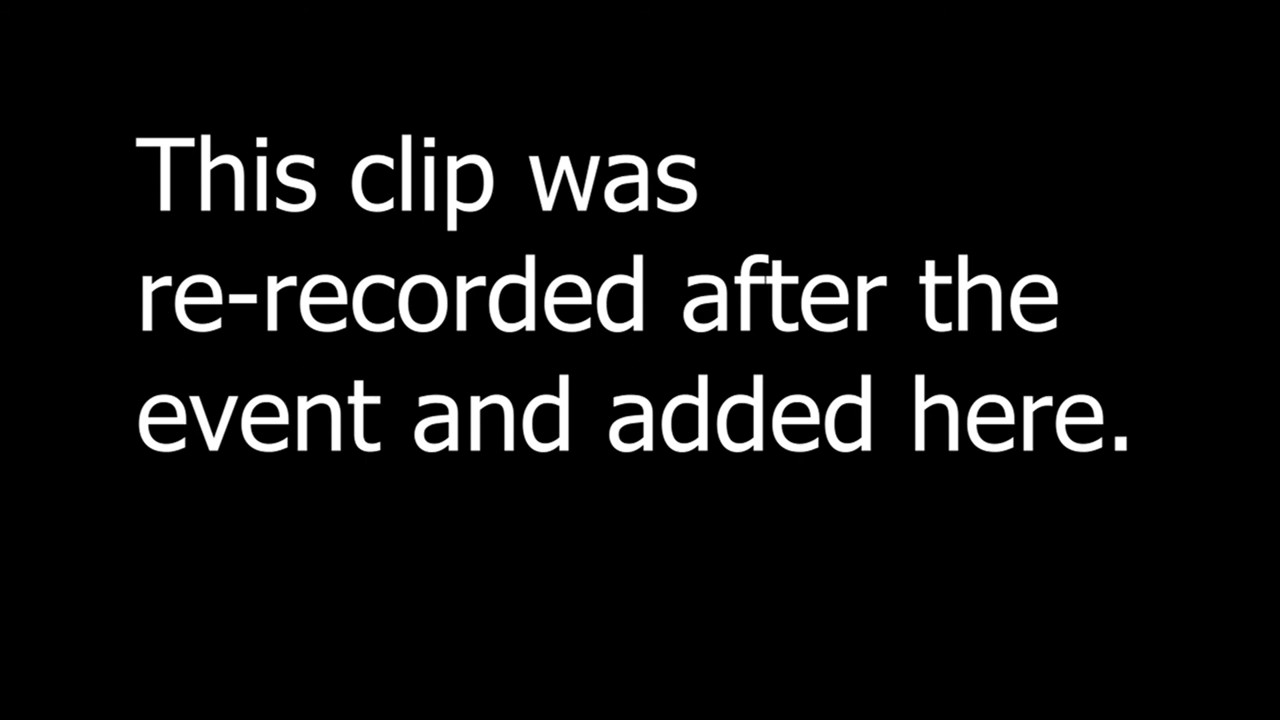 This clip was
re-recorded after the
event and added here.